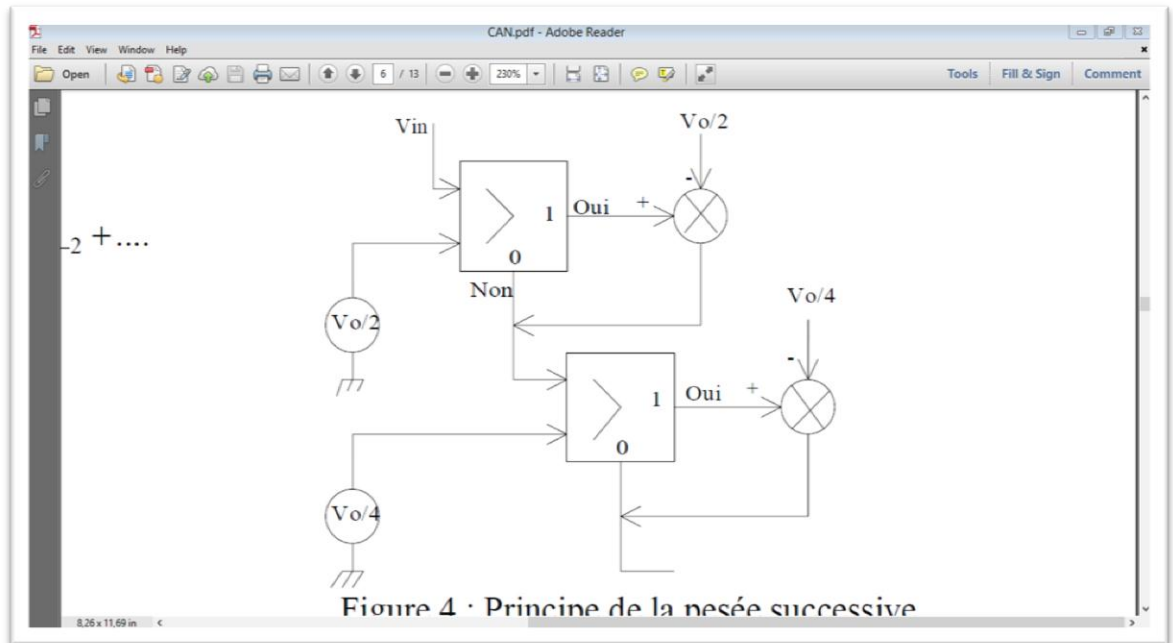 CAN.pdf - Adobe Reader
File Edit View Window Help
Open 6 / 13 230% Tools Fill & Sign Comment
Vin
Vo/2
-
1 Oui +
-2 +....
0
Non
Vo/2
Vo/4
-
1 Oui +
0
Vo/4
Figure 4 : Principe de la pesée successive
8,26 x 11,69 in